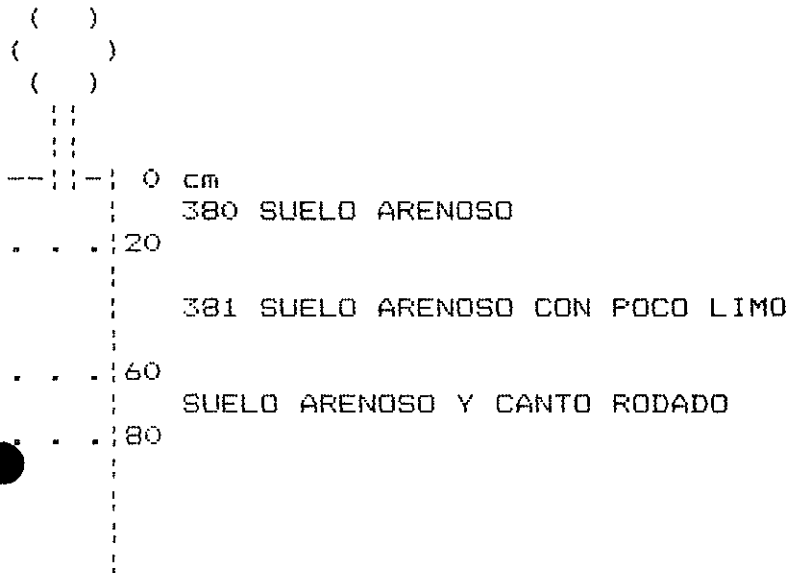 0 cm
380 SUELO ARENOSO
20
381 SUELO ARENOSO CON POCO LIMO
60
SUELO ARENOSO Y CANTO RODADO
80